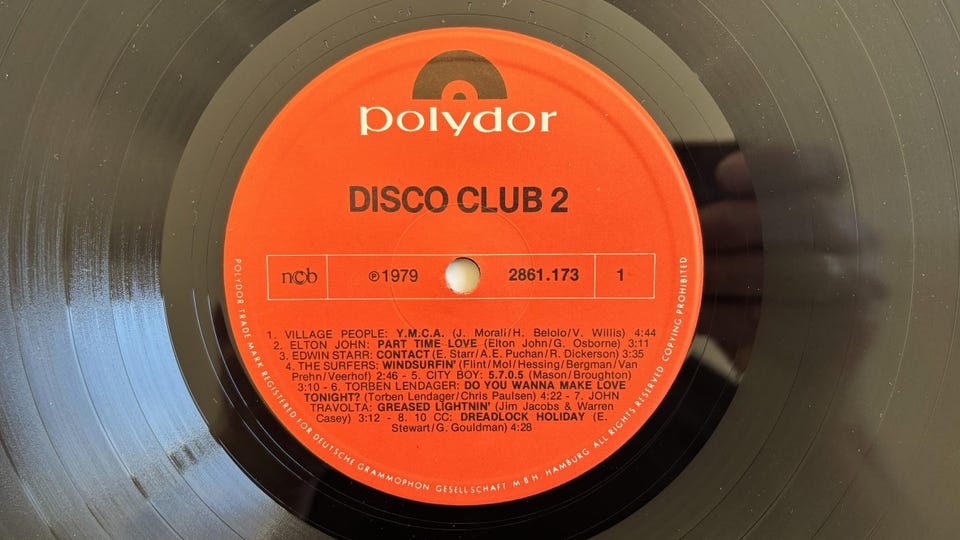 polydor
DISCO CLUB 2
ncb ℗1979 2861.173 1
1. VILLAGE PEOPLE: Y.M.C.A. (J. Morali/H. Belolo/V. Willis) 4:44
2. ELTON JOHN: PART TIME LOVE (Elton John/G. Osborne) 3:11
3. EDWIN STARR: CONTACT (E. Starr/A.E. Puchan/R. Dickerson) 3:35
4. THE SURFERS: WINDSURFIN' (Flint/Mol/Hessing/Bergman/Van
Prehn/Veerhof) 2:46 - 5. CITY BOY: 5.7.0.5 (Mason/Broughton)
3:10 - 6. TORBEN LENDAGER: DO YOU WANNA MAKE LOVE
TONIGHT? (Torben Lendager/Chris Paulsen) 4:22 - 7. JOHN
TRAVOLTA: GREASED LIGHTNIN' (Jim Jacobs & Warren
Casey) 3:12 - 8. 10 CC: DREADLOCK HOLIDAY (E.
Stewart/G. Gouldman) 4:28
POLYDOR TRADE MARK REGISTERED FOR DEUTSCHE GRAMMOPHON GESELLSCHAFT M B H. HAMBURG ALL RIGHTS RESERVED COPYING PROHIBITED